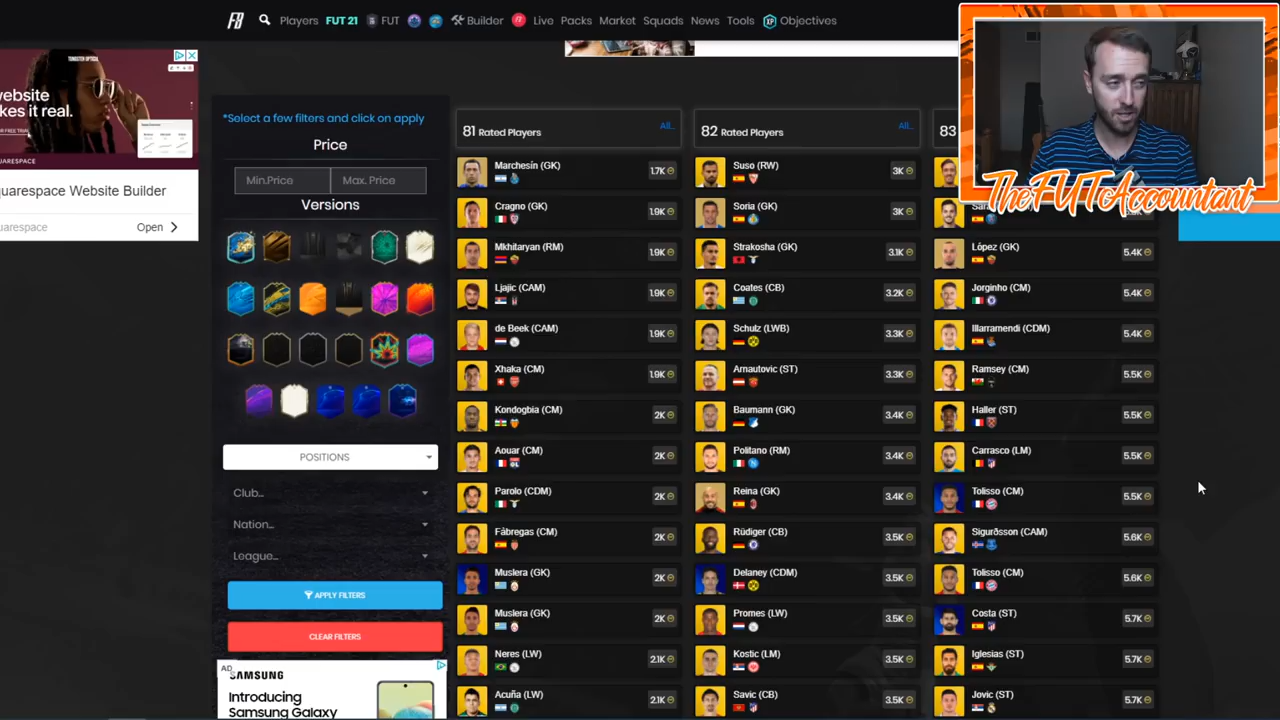 FB Players FUT 21 FUT Builder Live Packs Market Squads News Tools Objectives
TheFUTAccountant
website
makes it real.
SQUARESPACE
Squarespace Website Builder
Squarespace
Open
*Select a few filters and click on apply
Price
Min.Price Max. Price
Versions
POSITIONS
Club...
Nation...
League...
APPLY FILTERS
CLEAR FILTERS
AD
SAMSUNG
Introducing
Samsung Galaxy
81 Rated Players All..
Marchesín (GK) 1.7K
Cragno (GK) 1.9K
Mkhitaryan (RM) 1.9K
Ljajic (CAM) 1.9K
de Beek (CAM) 1.9K
Xhaka (CM) 1.9K
Kondogbia (CM) 2K
Aouar (CM) 2K
Parolo (CDM) 2K
Fàbregas (CM) 2K
Muslera (GK) 2K
Muslera (GK) 2K
Neres (LW) 2.1K
Acuña (LW) 2.1K
82 Rated Players All..
Suso (RW) 3K
Soria (GK) 3K
Strakosha (GK) 3.1K
Coates (CB) 3.2K
Schulz (LWB) 3.3K
Arnautovic (ST) 3.3K
Baumann (GK) 3.4K
Politano (RM) 3.4K
Reina (GK) 3.4K
Rüdiger (CB) 3.5K
Delaney (CDM) 3.5K
Promes (LW) 3.5K
Kostic (LM) 3.5K
Savic (CB) 3.5K
83
López (GK) 5.4K
Jorginho (CM) 5.4K
Illarramendi (CDM) 5.4K
Ramsey (CM) 5.5K
Haller (ST) 5.5K
Carrasco (LM) 5.5K
Tolisso (CM) 5.5K
Sigurðsson (CAM) 5.6K
Tolisso (CM) 5.6K
Costa (ST) 5.7K
Iglesias (ST) 5.7K
Jovic (ST) 5.7K